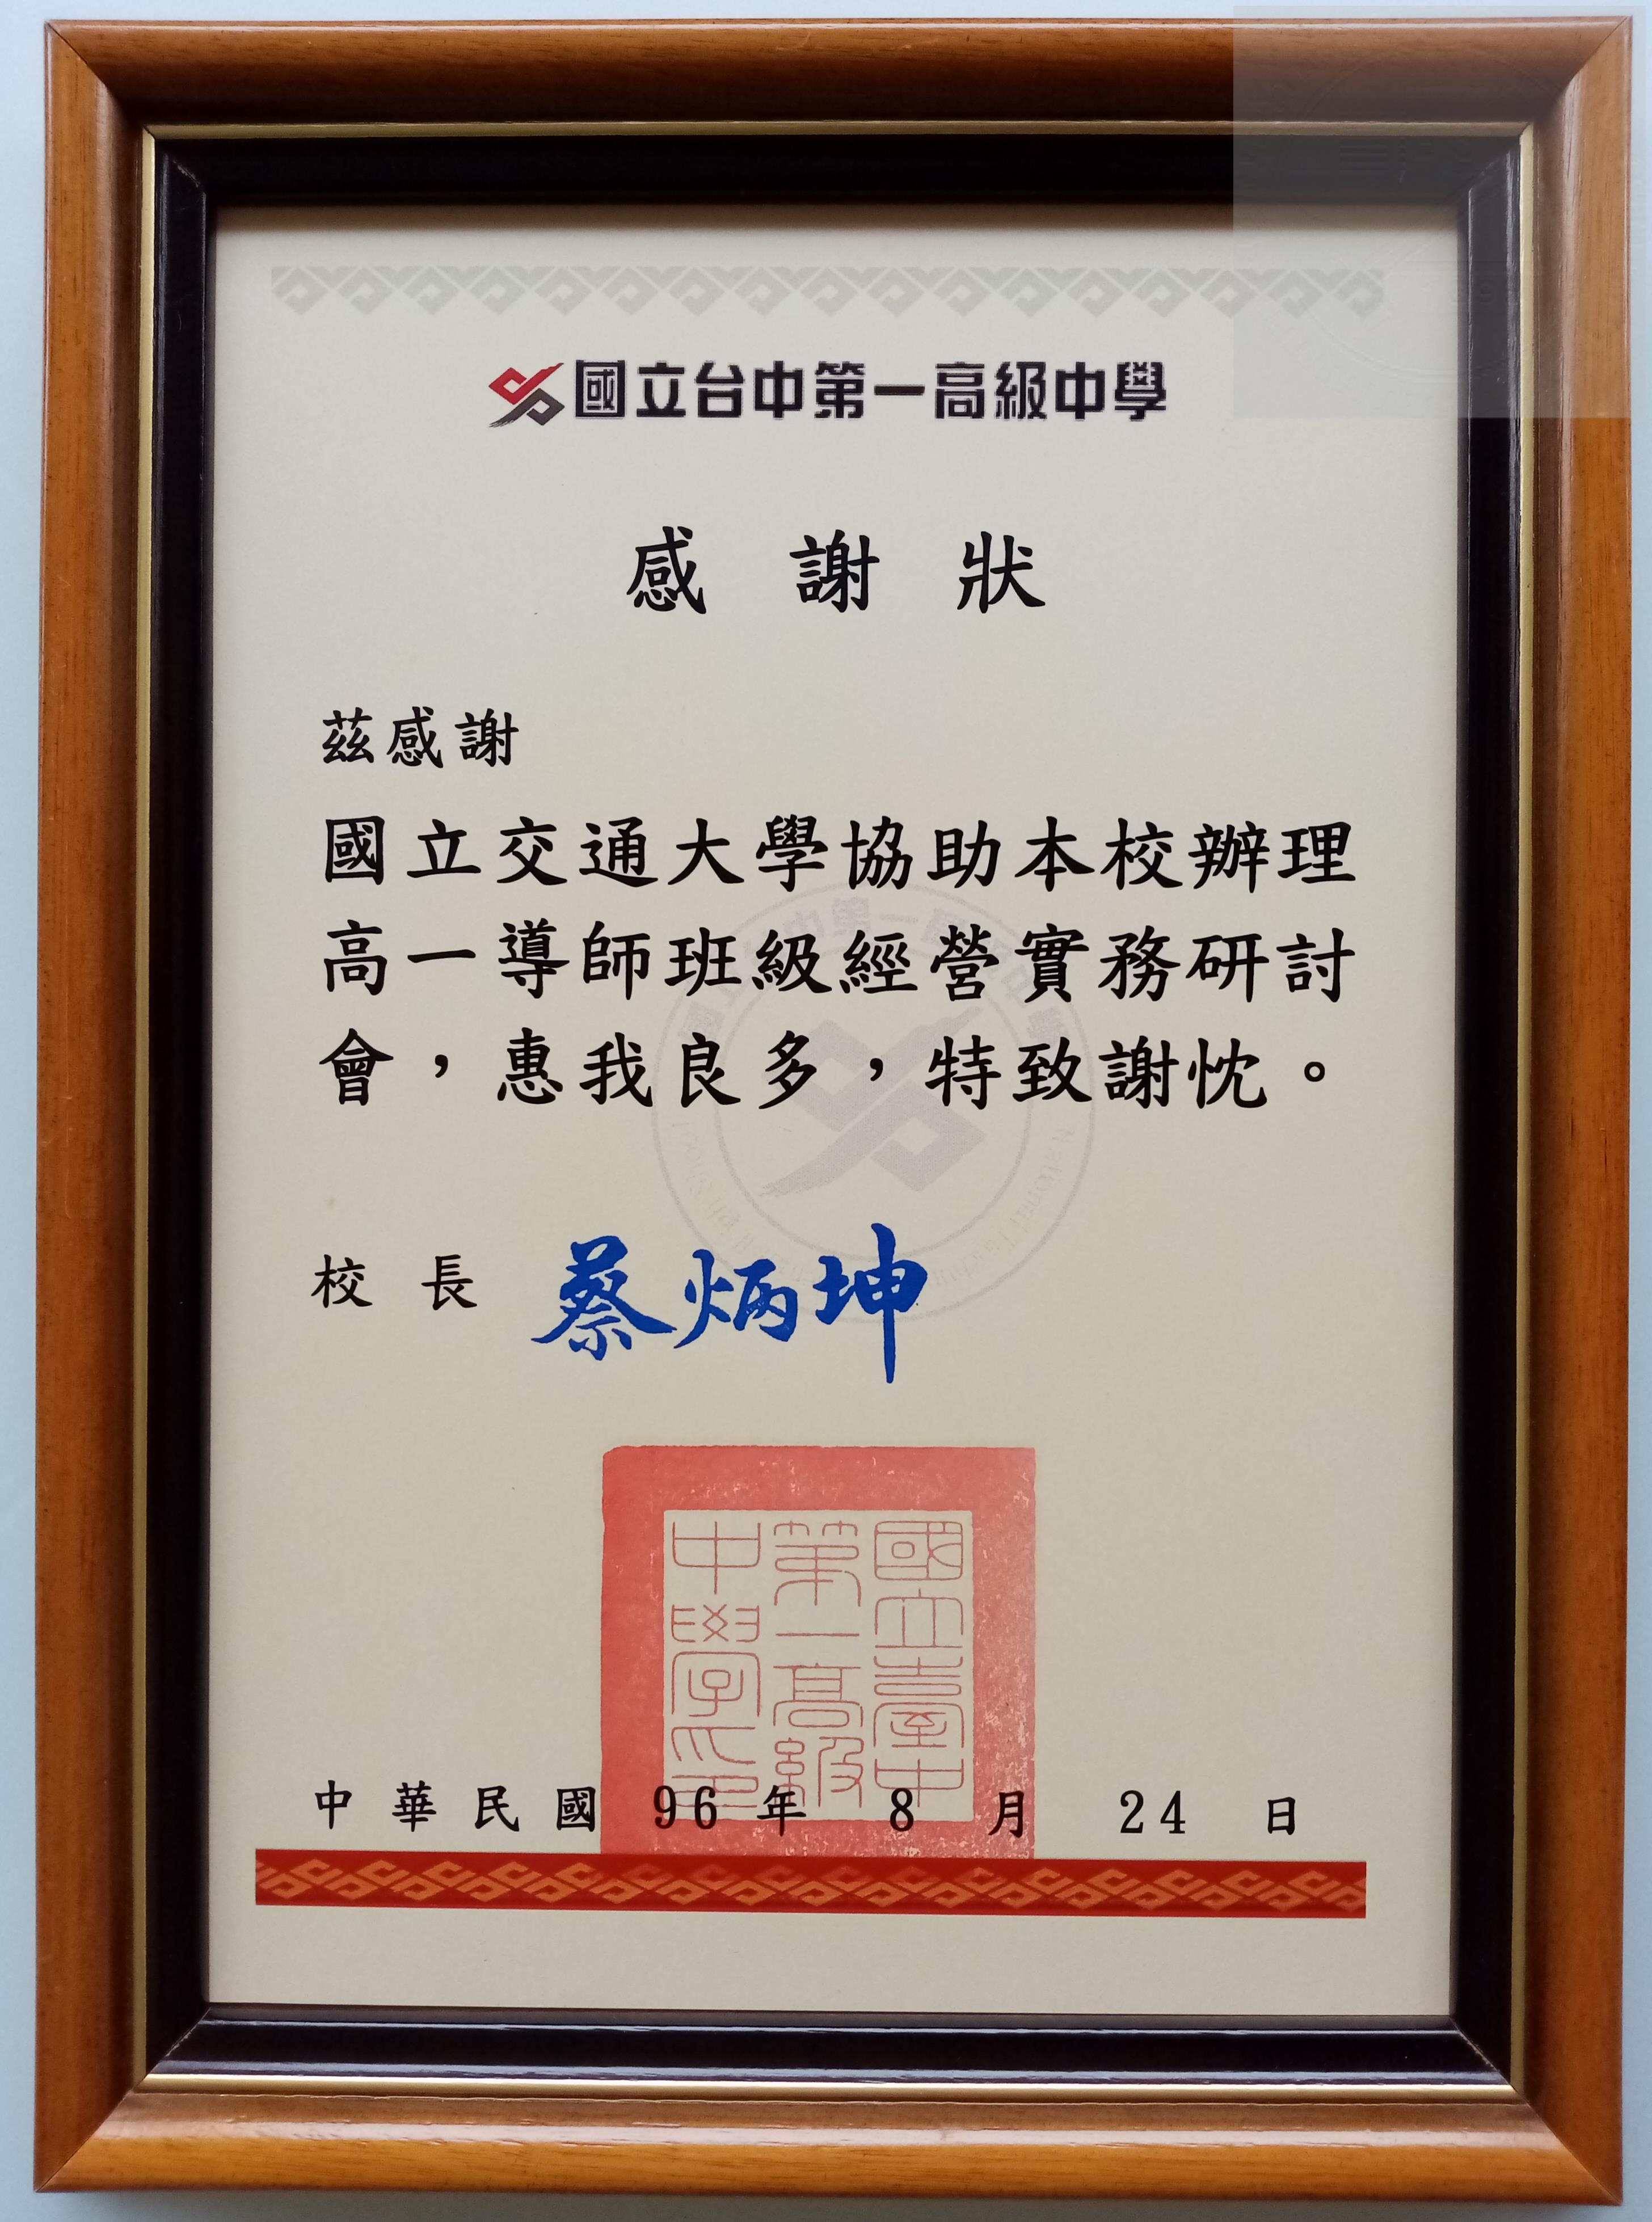 國立台中第一高級中學
感謝狀
茲感謝
國立交通大學協助本校辦理
高一導師班級經營實務研討
會，惠我良多，特致謝忱。
校長 蔡炳坤
國立臺中
第一高級
中學印
中華民國 96 年 8 月 24 日